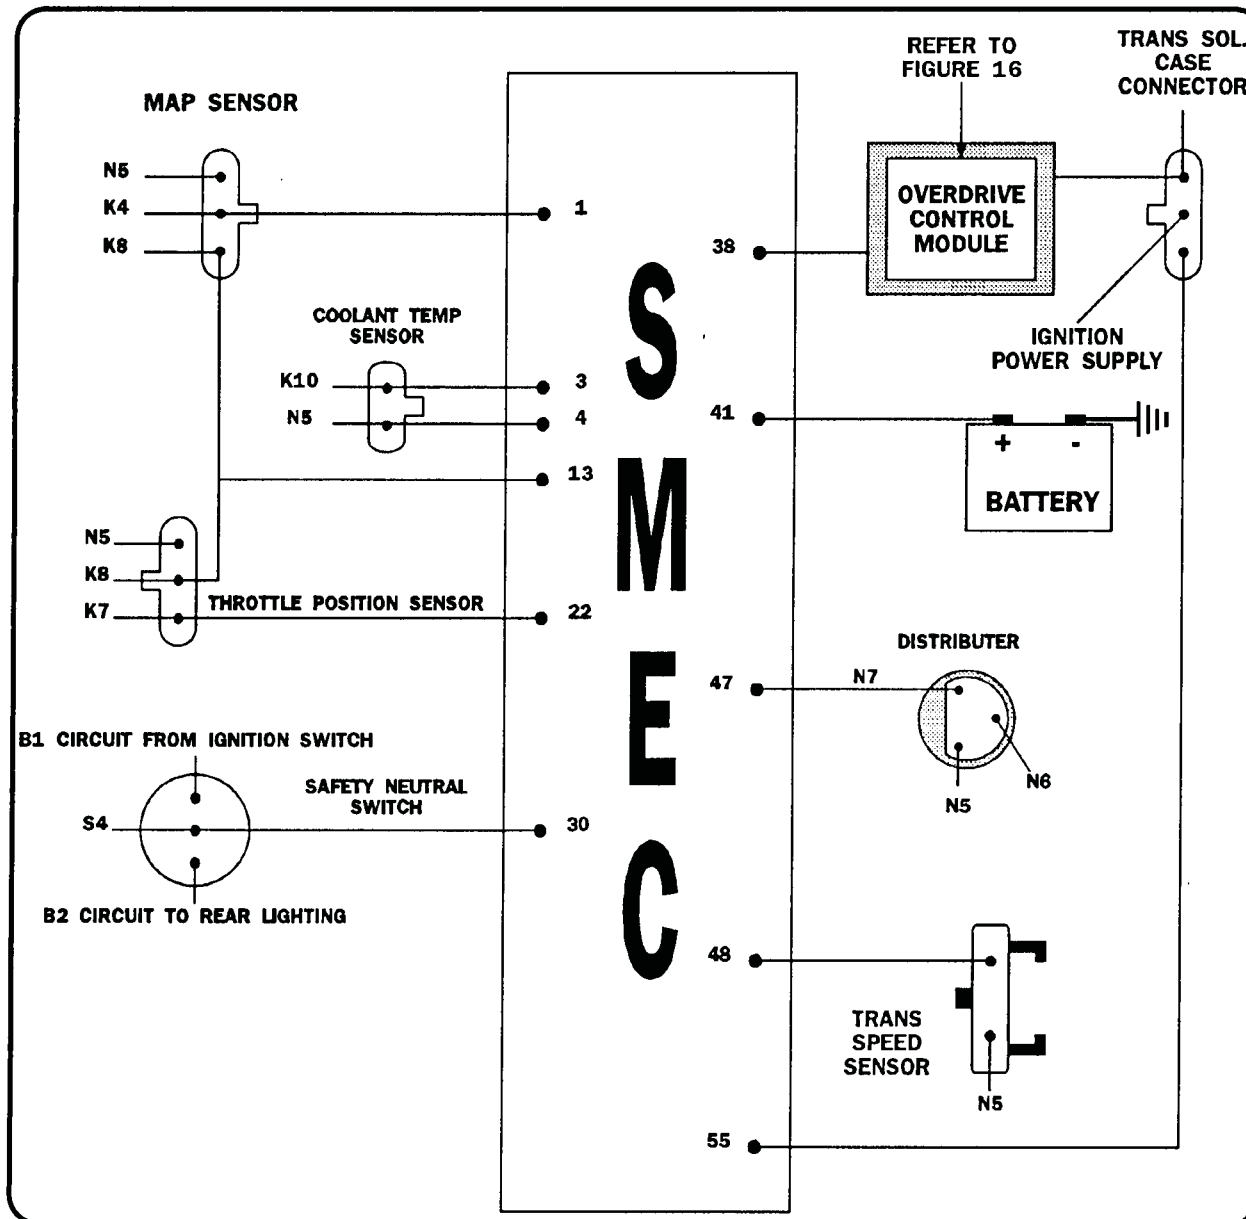 REFER TO
FIGURE 16
TRANS SOL.
CASE
CONNECTOR
MAP SENSOR
N5
K4
K8
1
OVERDRIVE
CONTROL
MODULE
38
IGNITION
POWER SUPPLY
COOLANT TEMP
SENSOR
K10
3
N5
4
41
+
-
BATTERY
13
N5
K8
K7
THROTTLE POSITION SENSOR
22
SMEC
DISTRIBUTER
47
N7
N6
N5
B1 CIRCUIT FROM IGNITION SWITCH
SAFETY NEUTRAL
SWITCH
S4
30
B2 CIRCUIT TO REAR LIGHTING
48
TRANS
SPEED
SENSOR
N5
55